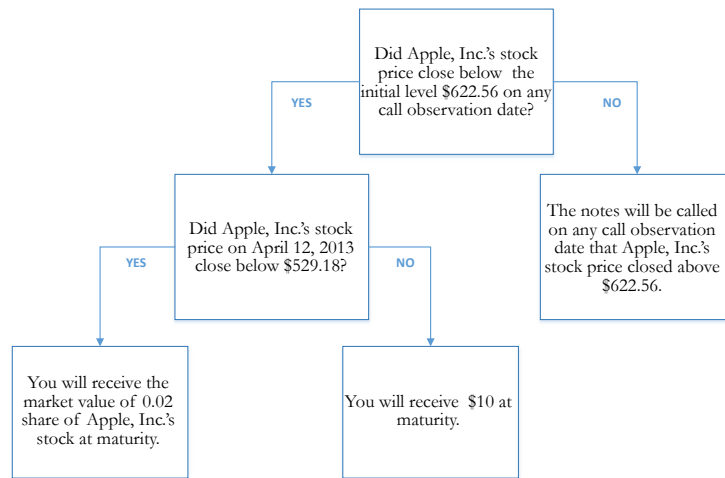 Did Apple, Inc.'s stock
price close below the
initial level $622.56 on any
call observation date?
YES
NO
Did Apple, Inc.'s stock
price on April 12, 2013
close below $529.18?
The notes will be called
on any call observation
date that Apple, Inc.'s
stock price closed above
$622.56.
YES
NO
You will receive the
market value of 0.02
share of Apple, Inc.'s
stock at maturity.
You will receive $10 at
maturity.